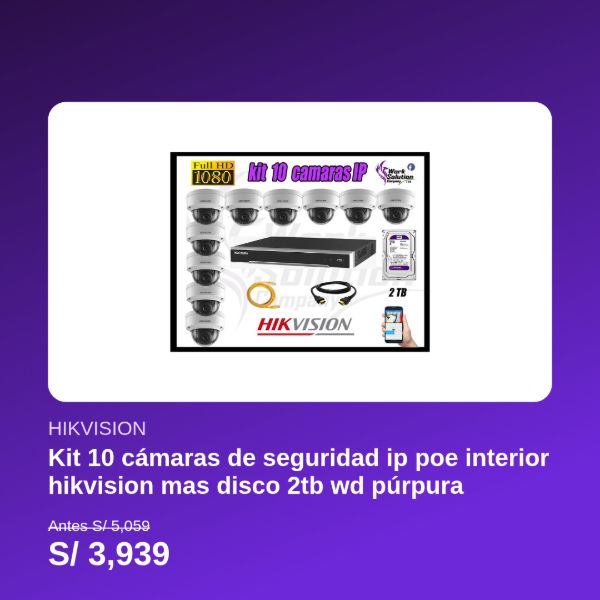 Full HD
1080
kit 10 camaras IP
Work
Solution
Company
2 TB
HIKVISION
HIKVISION
Kit 10 cámaras de seguridad ip poe interior
hikvision mas disco 2tb wd púrpura
Antes S/ 5,059
S/ 3,939